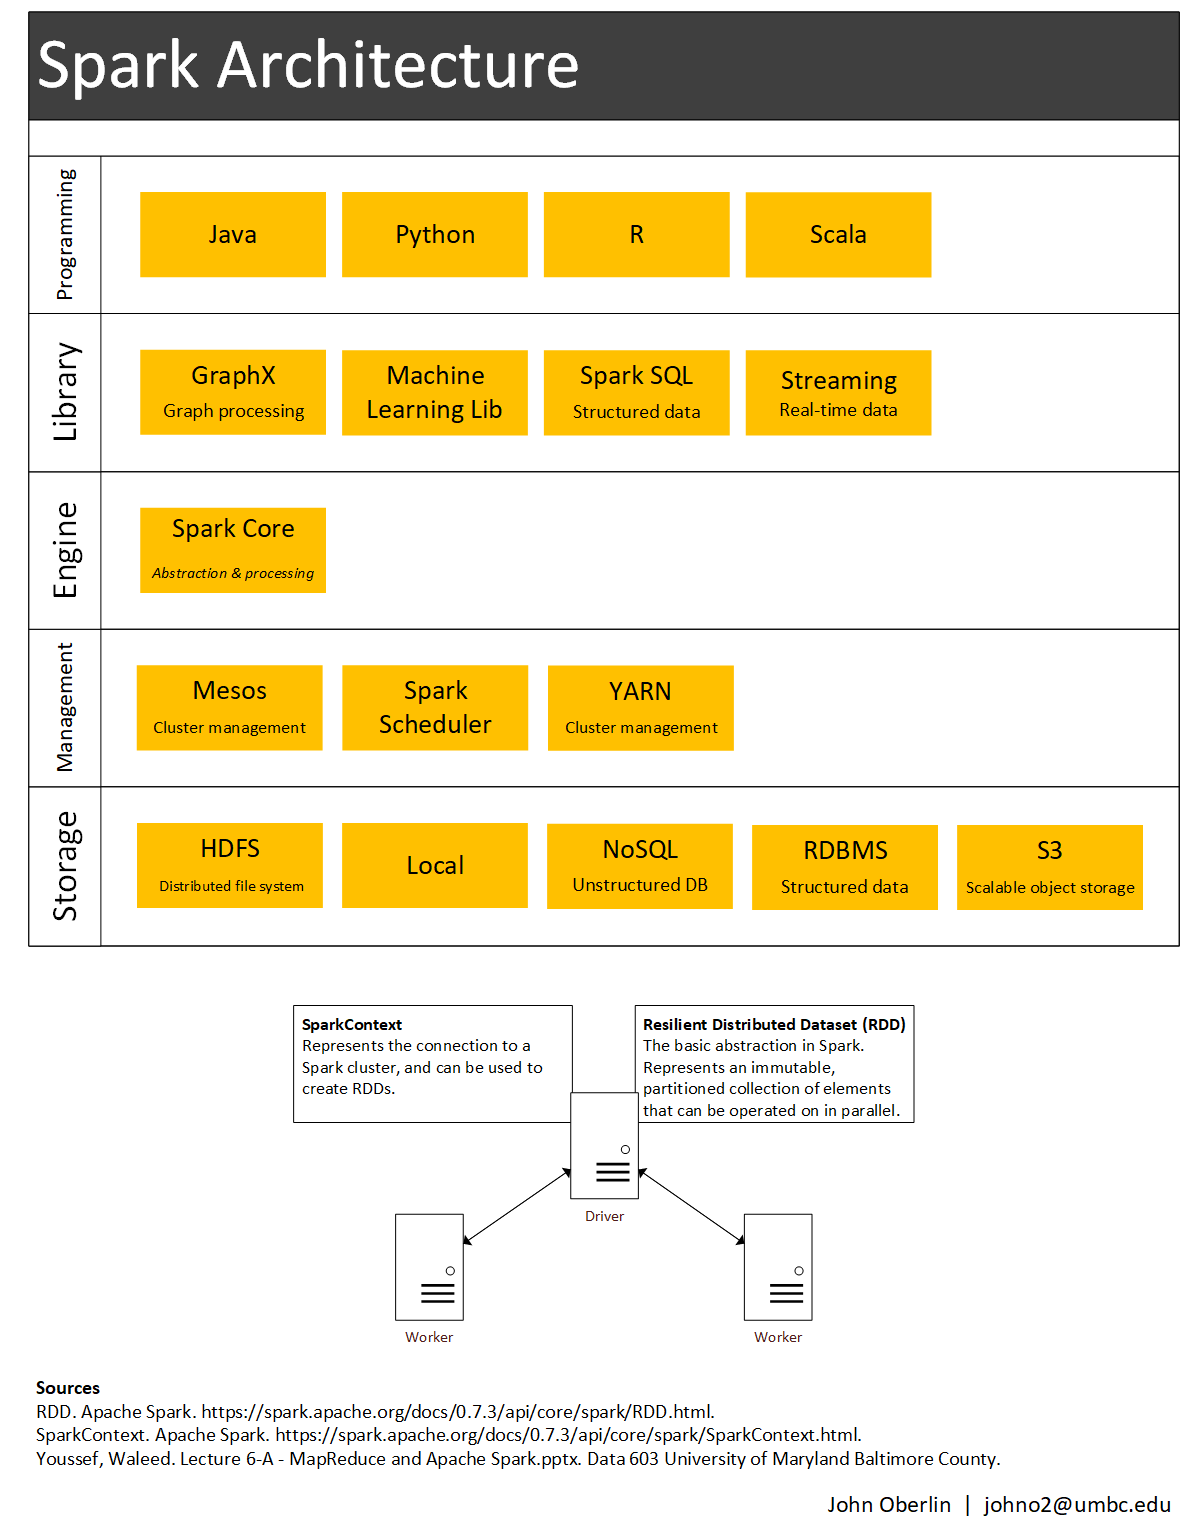 Spark Architecture
Programming
Java
Python
R
Scala
Library
GraphX
Graph processing
Machine
Learning Lib
Spark SQL
Structured data
Streaming
Real-time data
Engine
Spark Core
Abstraction & processing
Management
Mesos
Cluster management
Spark
Scheduler
YARN
Cluster management
Storage
HDFS
Distributed file system
Local
NoSQL
Unstructured DB
RDBMS
Structured data
S3
Scalable object storage
SparkContext
Represents the connection to a
Spark cluster, and can be used to
create RDDs.
Resilient Distributed Dataset (RDD)
The basic abstraction in Spark.
Represents an immutable,
partitioned collection of elements
that can be operated on in parallel.
Driver
Worker
Worker
Sources
RDD. Apache Spark. https://spark.apache.org/docs/0.7.3/api/core/spark/RDD.html.
SparkContext. Apache Spark. https://spark.apache.org/docs/0.7.3/api/core/spark/SparkContext.html.
Youssef, Waleed. Lecture 6-A - MapReduce and Apache Spark.pptx. Data 603 University of Maryland Baltimore County.
John Oberlin | johno2@umbc.edu